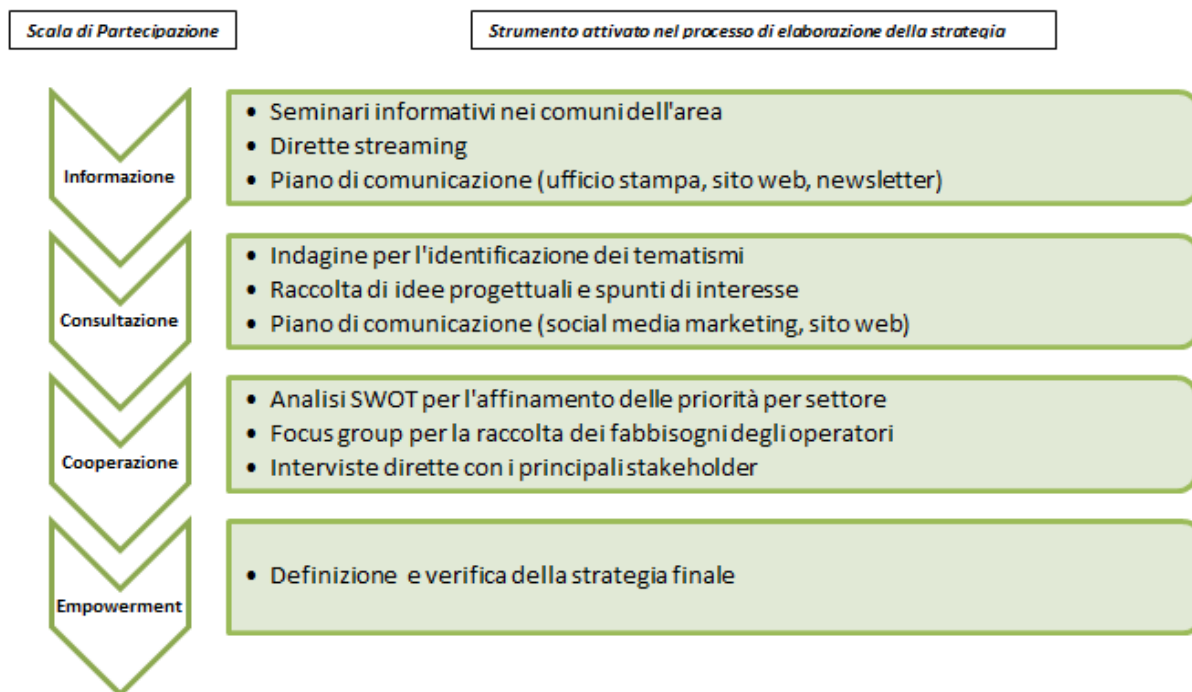 Scala di Partecipazione
Strumento attivato nel processo di elaborazione della strategia
Informazione
• Seminari informativi nei comuni dell'area
• Dirette streaming
• Piano di comunicazione (ufficio stampa, sito web, newsletter)
Consultazione
• Indagine per l'identificazione dei tematismi
• Raccolta di idee progettuali e spunti di interesse
• Piano di comunicazione (social media marketing, sito web)
Cooperazione
• Analisi SWOT per l'affinamento delle priorità per settore
• Focus group per la raccolta dei fabbisogni degli operatori
• Interviste dirette con i principali stakeholder
Empowerment
• Definizione e verifica della strategia finale